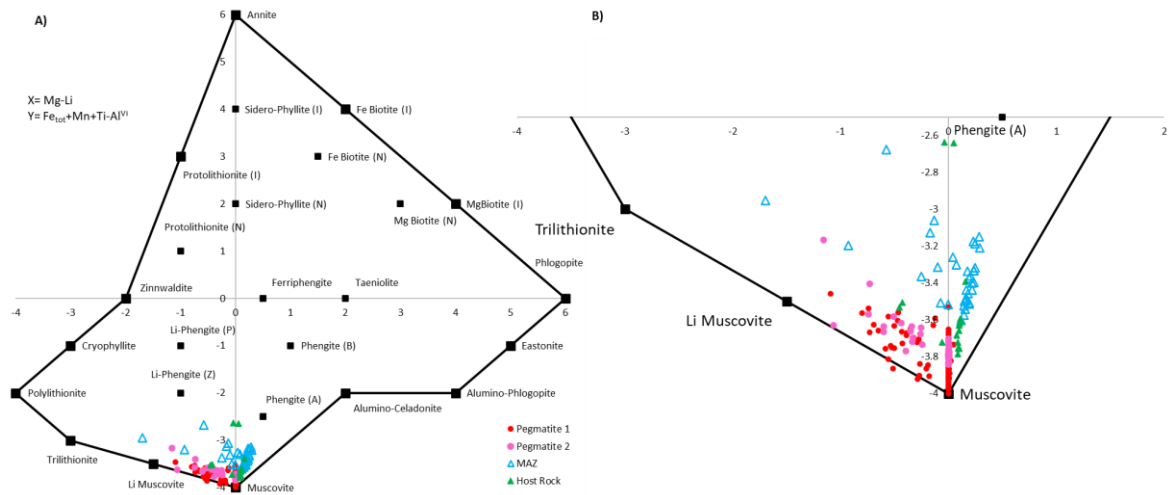 A)
Annite
6
5
X= Mg-Li
Y= Fetot+Mn+Ti-AlVI
4
Sidero-Phyllite (I)
Fe Biotite (I)
3
Protolithionite (I)
Fe Biotite (N)
2
Sidero-Phyllite (N)
MgBiotite (I)
Mg Biotite (N)
Protolithionite (N)
1
Zinnwaldite
Ferriphengite
Taeniolite
Phlogopite
-4 -3 -2 -1 0 0 1 2 3 4 5 6
Li-Phengite (P)
Cryophyllite
-1
Phengite (B)
Eastonite
Li-Phengite (Z)
Polylithionite
-2
Alumino-Celadonite
Alumino-Phlogopite
Phengite (A)
-3
Trilithionite
Li Muscovite
-4
Muscovite
Pegmatite 1
Pegmatite 2
MAZ
Host Rock
B)
-4 -3 -2 -1 0 1 2
Phengite (A)
-2.6
-2.8
-3
Trilithionite
-3.2
-3.4
Li Muscovite
-3.6
-3.8
-4
Muscovite